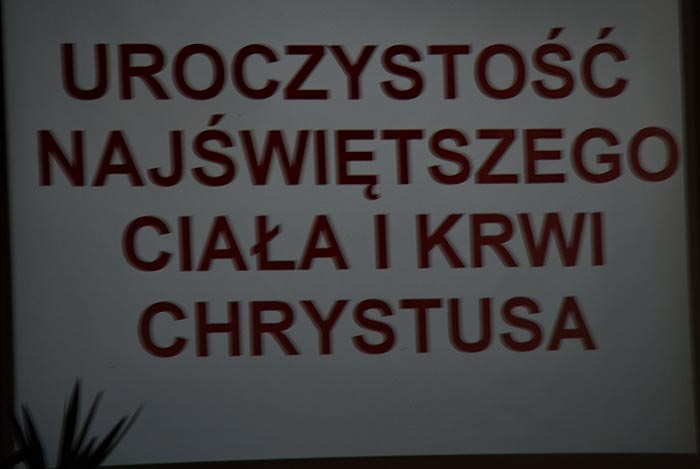 UROCZYSTOŚĆ
NAJŚWIĘTSZEGO
CIAŁA I KRWI
CHRYSTUSA